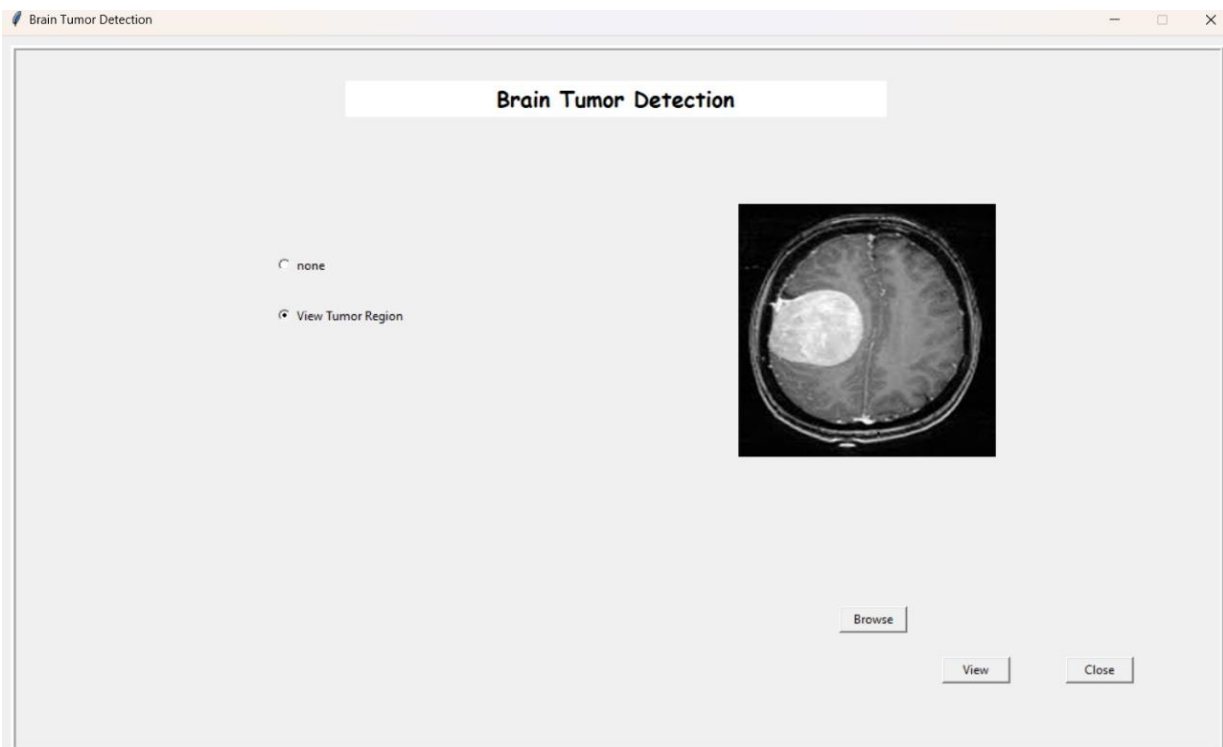 Brain Tumor Detection
Brain Tumor Detection
none
View Tumor Region
Browse
View
Close